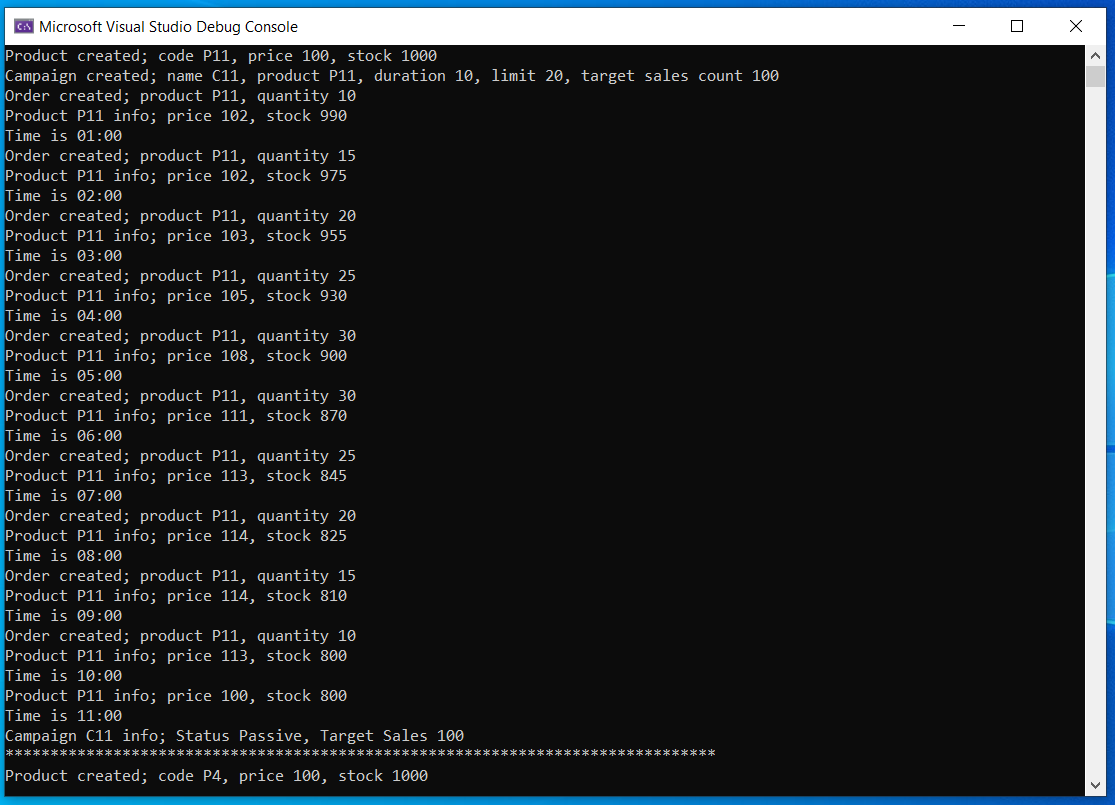 Microsoft Visual Studio Debug Console
Product created; code P11, price 100, stock 1000
Campaign created; name C11, product P11, duration 10, limit 20, target sales count 100
Order created; product P11, quantity 10
Product P11 info; price 102, stock 990
Time is 01:00
Order created; product P11, quantity 15
Product P11 info; price 102, stock 975
Time is 02:00
Order created; product P11, quantity 20
Product P11 info; price 103, stock 955
Time is 03:00
Order created; product P11, quantity 25
Product P11 info; price 105, stock 930
Time is 04:00
Order created; product P11, quantity 30
Product P11 info; price 108, stock 900
Time is 05:00
Order created; product P11, quantity 30
Product P11 info; price 111, stock 870
Time is 06:00
Order created; product P11, quantity 25
Product P11 info; price 113, stock 845
Time is 07:00
Order created; product P11, quantity 20
Product P11 info; price 114, stock 825
Time is 08:00
Order created; product P11, quantity 15
Product P11 info; price 114, stock 810
Time is 09:00
Order created; product P11, quantity 10
Product P11 info; price 113, stock 800
Time is 10:00
Product P11 info; price 100, stock 800
Time is 11:00
Campaign C11 info; Status Passive, Target Sales 100
*******************************************************************************
Product created; code P4, price 100, stock 1000